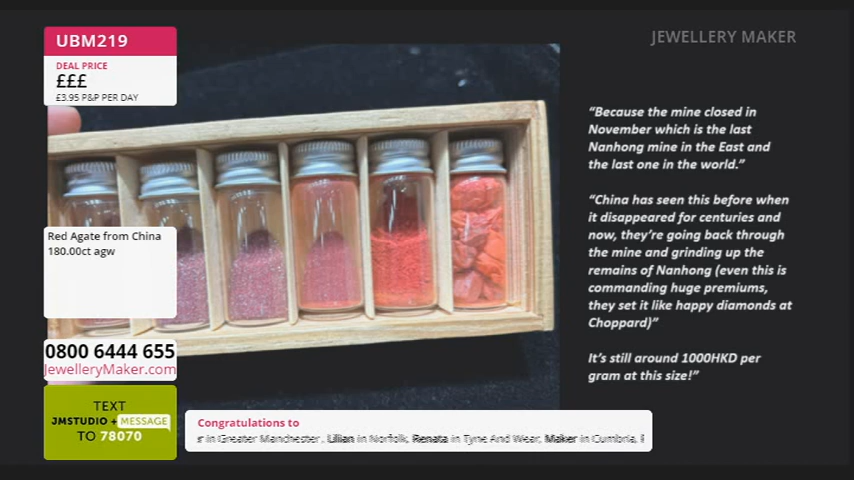 UBM219
DEAL PRICE
£££
£3.95 P&P PER DAY
Red Agate from China
180.00ct agw
0800 6444 655
JewelleryMaker.com
TEXT
JMSTUDIO + MESSAGE
TO 78070
JEWELLERY MAKER
“Because the mine closed in
November which is the last
Nanhong mine in the East and
the last one in the world.”
“China has seen this before when
it disappeared for centuries and
now, they’re going back through
the mine and grinding up the
remains of Nanhong (even this is
commanding huge premiums,
they set it like happy diamonds at
Choppard)”
It’s still around 1000HKD per
gram at this size!”
Congratulations to
r in Greater Manchester, Lillian in Norfolk, Renata in Tyne And Wear, Maker in Cumbria,